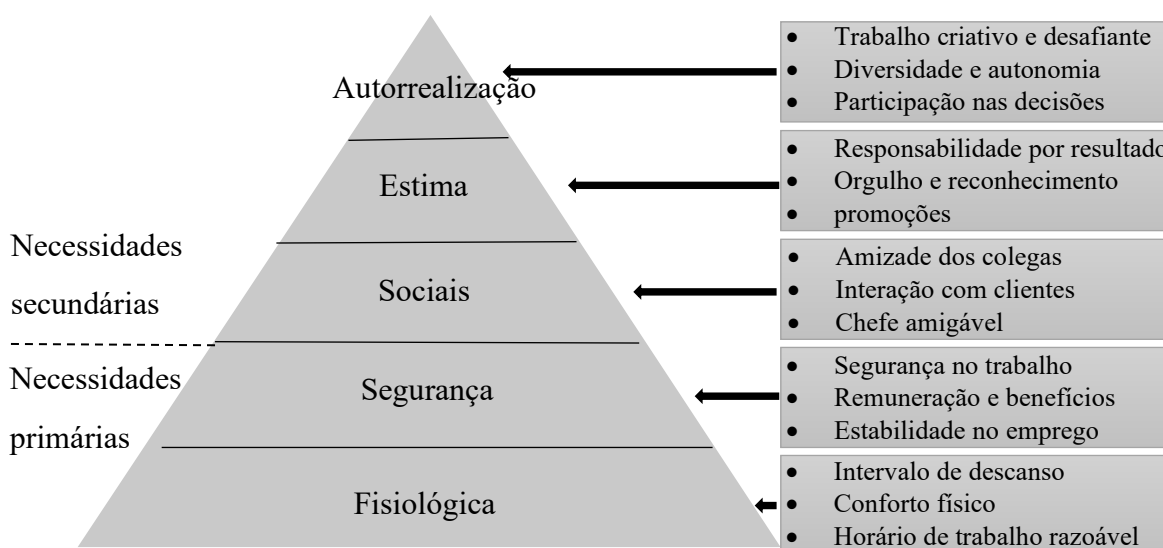 Autorrealização
• Trabalho criativo e desafiante
• Diversidade e autonomia
• Participação nas decisões
Estima
• Responsabilidade por resultado
• Orgulho e reconhecimento
• promoções
Necessidades
secundárias
Sociais
• Amizade dos colegas
• Interação com clientes
• Chefe amigável
Necessidades
primárias
Segurança
• Segurança no trabalho
• Remuneração e benefícios
• Estabilidade no emprego
Fisiológica
• Intervalo de descanso
• Conforto físico
• Horário de trabalho razoável